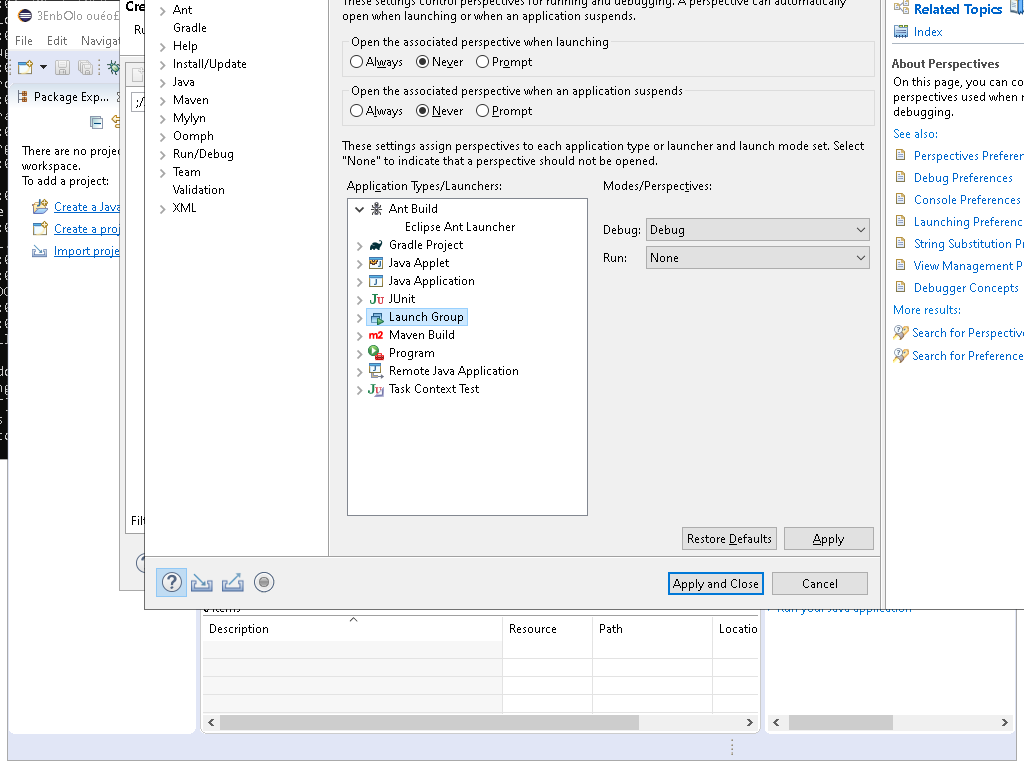 3EnbOlo
File Edit Navigat
Package Exp...
There are no proje
workspace.
To add a project:
Create a Java
Create a proj
Import proje
Cre
Ru
Filt
Ant
Gradle
Help
Install/Update
Java
Maven
Mylyn
Oomph
Run/Debug
Team
Validation
XML
These settings control perspectives for running and debugging. A perspective can automatically
open when launching or when an application suspends.
Open the associated perspective when launching
Always Never Prompt
Open the associated perspective when an application suspends
Always Never Prompt
These settings assign perspectives to each application type or launcher and launch mode set. Select
"None" to indicate that a perspective should not be opened.
Application Types/Launchers:
Ant Build
Eclipse Ant Launcher
Gradle Project
Java Applet
Java Application
JUnit
Launch Group
Maven Build
Program
Remote Java Application
Task Context Test
Modes/Perspectives:
Debug: Debug
Run: None
Restore Defaults Apply
Apply and Close Cancel
Related Topics
Index
About Perspectives
On this page, you can co
perspectives used when r
debugging.
See also:
Perspectives Preferen
Debug Preferences
Console Preferences
Launching Preferenc
String Substitution Pr
View Management P
Debugger Concepts
More results:
Search for Perspective
Search for Preference
0 items
Description Resource Path Locatio
Run your Java application